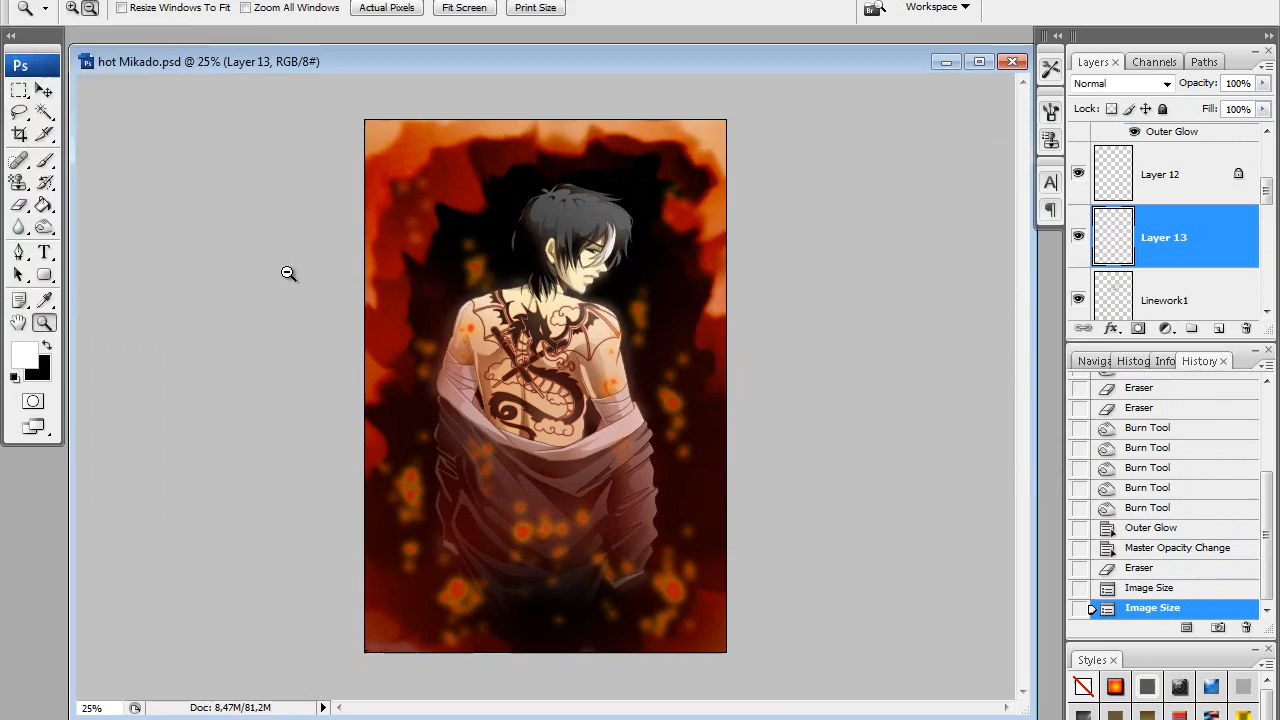 Resize Windows To Fit
Zoom All Windows
Actual Pixels
Fit Screen
Print Size
Workspace
Ps
hot Mikado.psd @ 25% (Layer 13, RGB/8#)
Layers
Channels
Paths
Normal
Opacity: 100%
Lock:
Fill: 100%
Outer Glow
Layer 12
Layer 13
Linework1
Naviga
Histog
Info
History
Eraser
Eraser
Burn Tool
Burn Tool
Burn Tool
Burn Tool
Burn Tool
Outer Glow
Master Opacity Change
Eraser
Image Size
Image Size
Styles
25%
Doc: 8,47M/81,2M